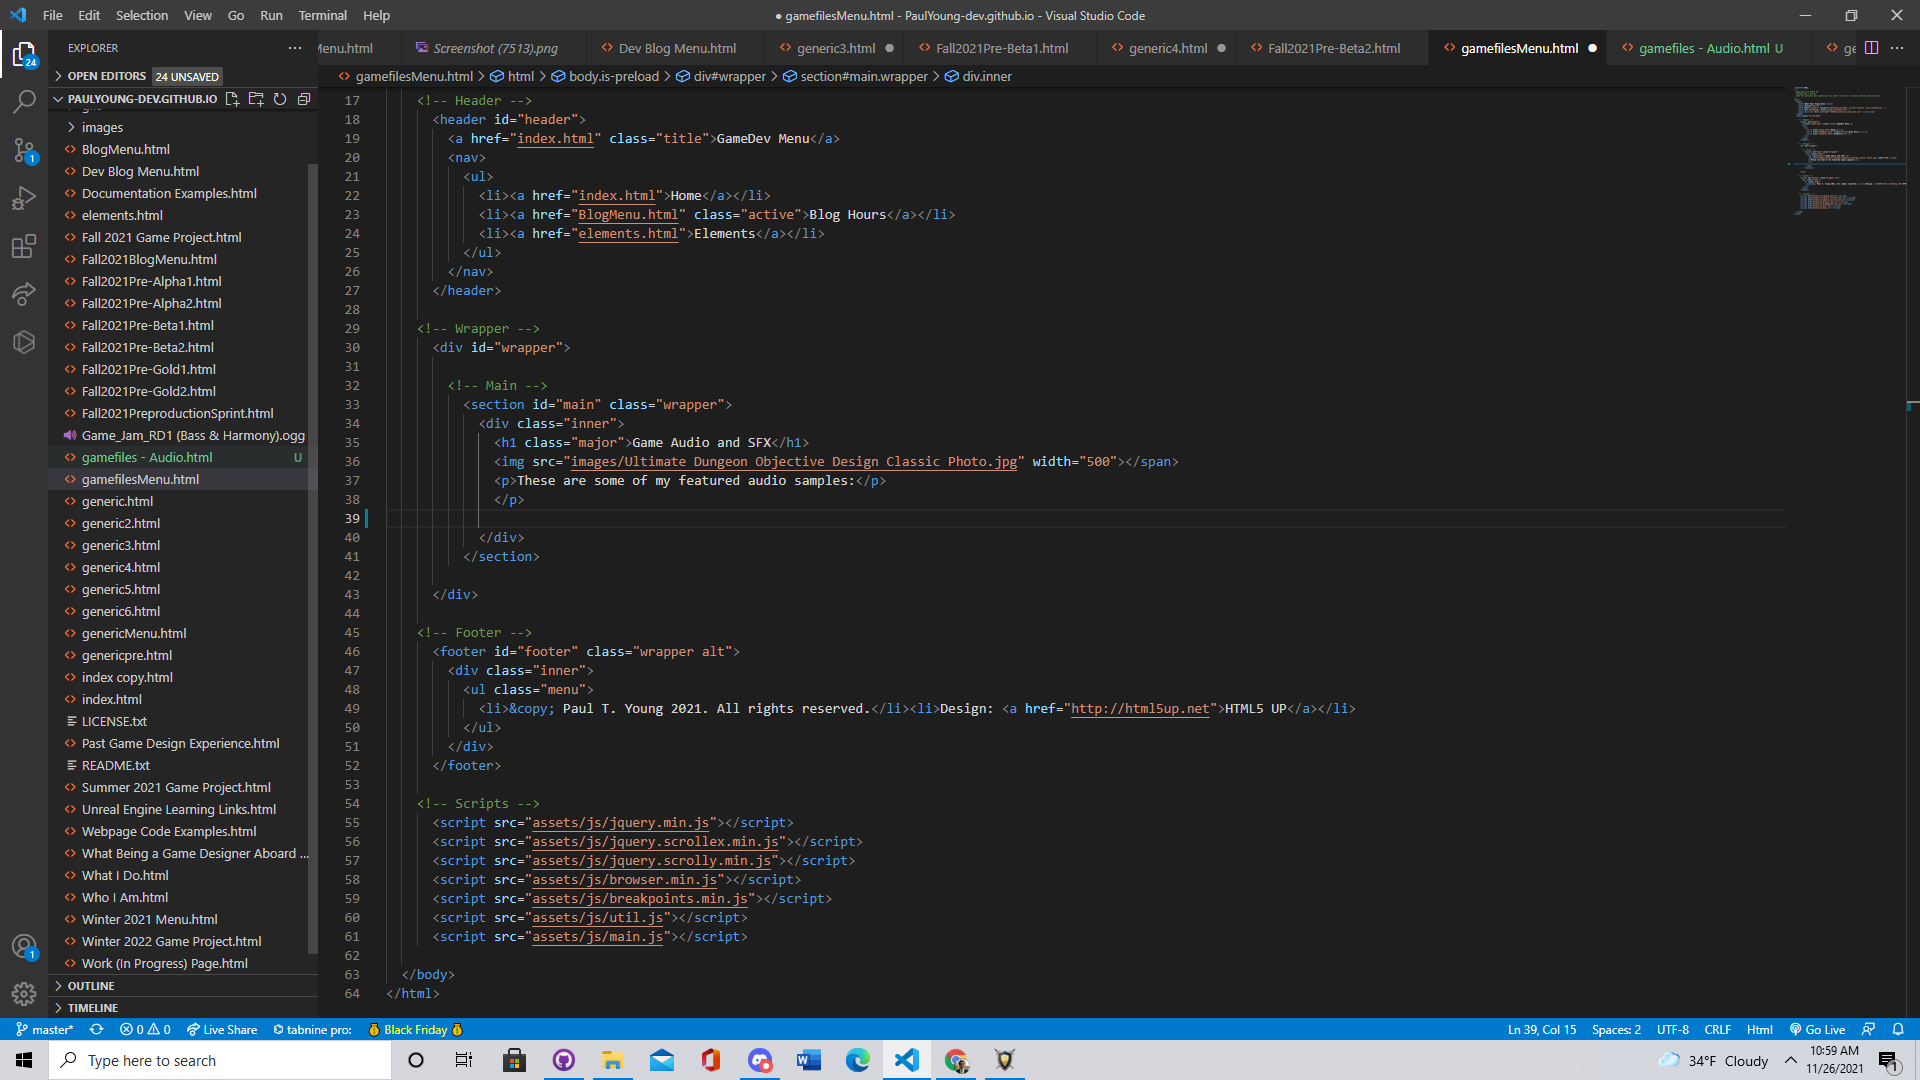 File Edit Selection View Go Run Terminal Help
● gamefilesMenu.html - PaulYoung-dev.github.io - Visual Studio Code
EXPLORER
Menu.html Screenshot (7513).png Dev Blog Menu.html generic3.html Fall2021Pre-Beta1.html generic4.html Fall2021Pre-Beta2.html gamefilesMenu.html gamefiles - Audio.html U ge
OPEN EDITORS 24 UNSAVED
gamefilesMenu.html > html > body.is-preload > div#wrapper > section#main.wrapper > div.inner
PAULYOUNG-DEV.GITHUB.IO
images
BlogMenu.html
Dev Blog Menu.html
Documentation Examples.html
elements.html
Fall 2021 Game Project.html
Fall2021BlogMenu.html
Fall2021Pre-Alpha1.html
Fall2021Pre-Alpha2.html
Fall2021Pre-Beta1.html
Fall2021Pre-Beta2.html
Fall2021Pre-Gold1.html
Fall2021Pre-Gold2.html
Fall2021PreproductionSprint.html
Game_Jam_RD1 (Bass & Harmony).ogg
gamefiles - Audio.html U
gamefilesMenu.html
generic.html
generic2.html
generic3.html
generic4.html
generic5.html
generic6.html
genericMenu.html
genericpre.html
index copy.html
index.html
LICENSE.txt
Past Game Design Experience.html
README.txt
Summer 2021 Game Project.html
Unreal Engine Learning Links.html
Webpage Code Examples.html
What Being a Game Designer Aboard ...
What I Do.html
Who I Am.html
Winter 2021 Menu.html
Winter 2022 Game Project.html
Work (In Progress) Page.html
OUTLINE
TIMELINE
24
1
1
17 <!-- Header -->
18 <header id="header">
19 <a href="index.html" class="title">GameDev Menu</a>
20 <nav>
21 <ul>
22 <li><a href="index.html">Home</a></li>
23 <li><a href="BlogMenu.html" class="active">Blog Hours</a></li>
24 <li><a href="elements.html">Elements</a></li>
25 </ul>
26 </nav>
27 </header>
28
29 <!-- Wrapper -->
30 <div id="wrapper">
31
32 <!-- Main -->
33 <section id="main" class="wrapper">
34 <div class="inner">
35 <h1 class="major">Game Audio and SFX</h1>
36 <img src="images/Ultimate Dungeon Objective Design Classic Photo.jpg" width="500"></span>
37 <p>These are some of my featured audio samples:</p>
38 </p>
39
40 </div>
41 </section>
42
43 </div>
44
45 <!-- Footer -->
46 <footer id="footer" class="wrapper alt">
47 <div class="inner">
48 <ul class="menu">
49 <li>&copy; Paul T. Young 2021. All rights reserved.</li><li>Design: <a href="http://html5up.net">HTML5 UP</a></li>
50 </ul>
51 </div>
52 </footer>
53
54 <!-- Scripts -->
55 <script src="assets/js/jquery.min.js"></script>
56 <script src="assets/js/jquery.scrollex.min.js"></script>
57 <script src="assets/js/jquery.scrolly.min.js"></script>
58 <script src="assets/js/browser.min.js"></script>
59 <script src="assets/js/breakpoints.min.js"></script>
60 <script src="assets/js/util.js"></script>
61 <script src="assets/js/main.js"></script>
62
63 </body>
64 </html>
master* 0 0 Live Share tabnine pro: Black Friday Ln 39, Col 15 Spaces: 2 UTF-8 CRLF Html Go Live
Type here to search 34°F Cloudy 10:59 AM
11/26/2021 1